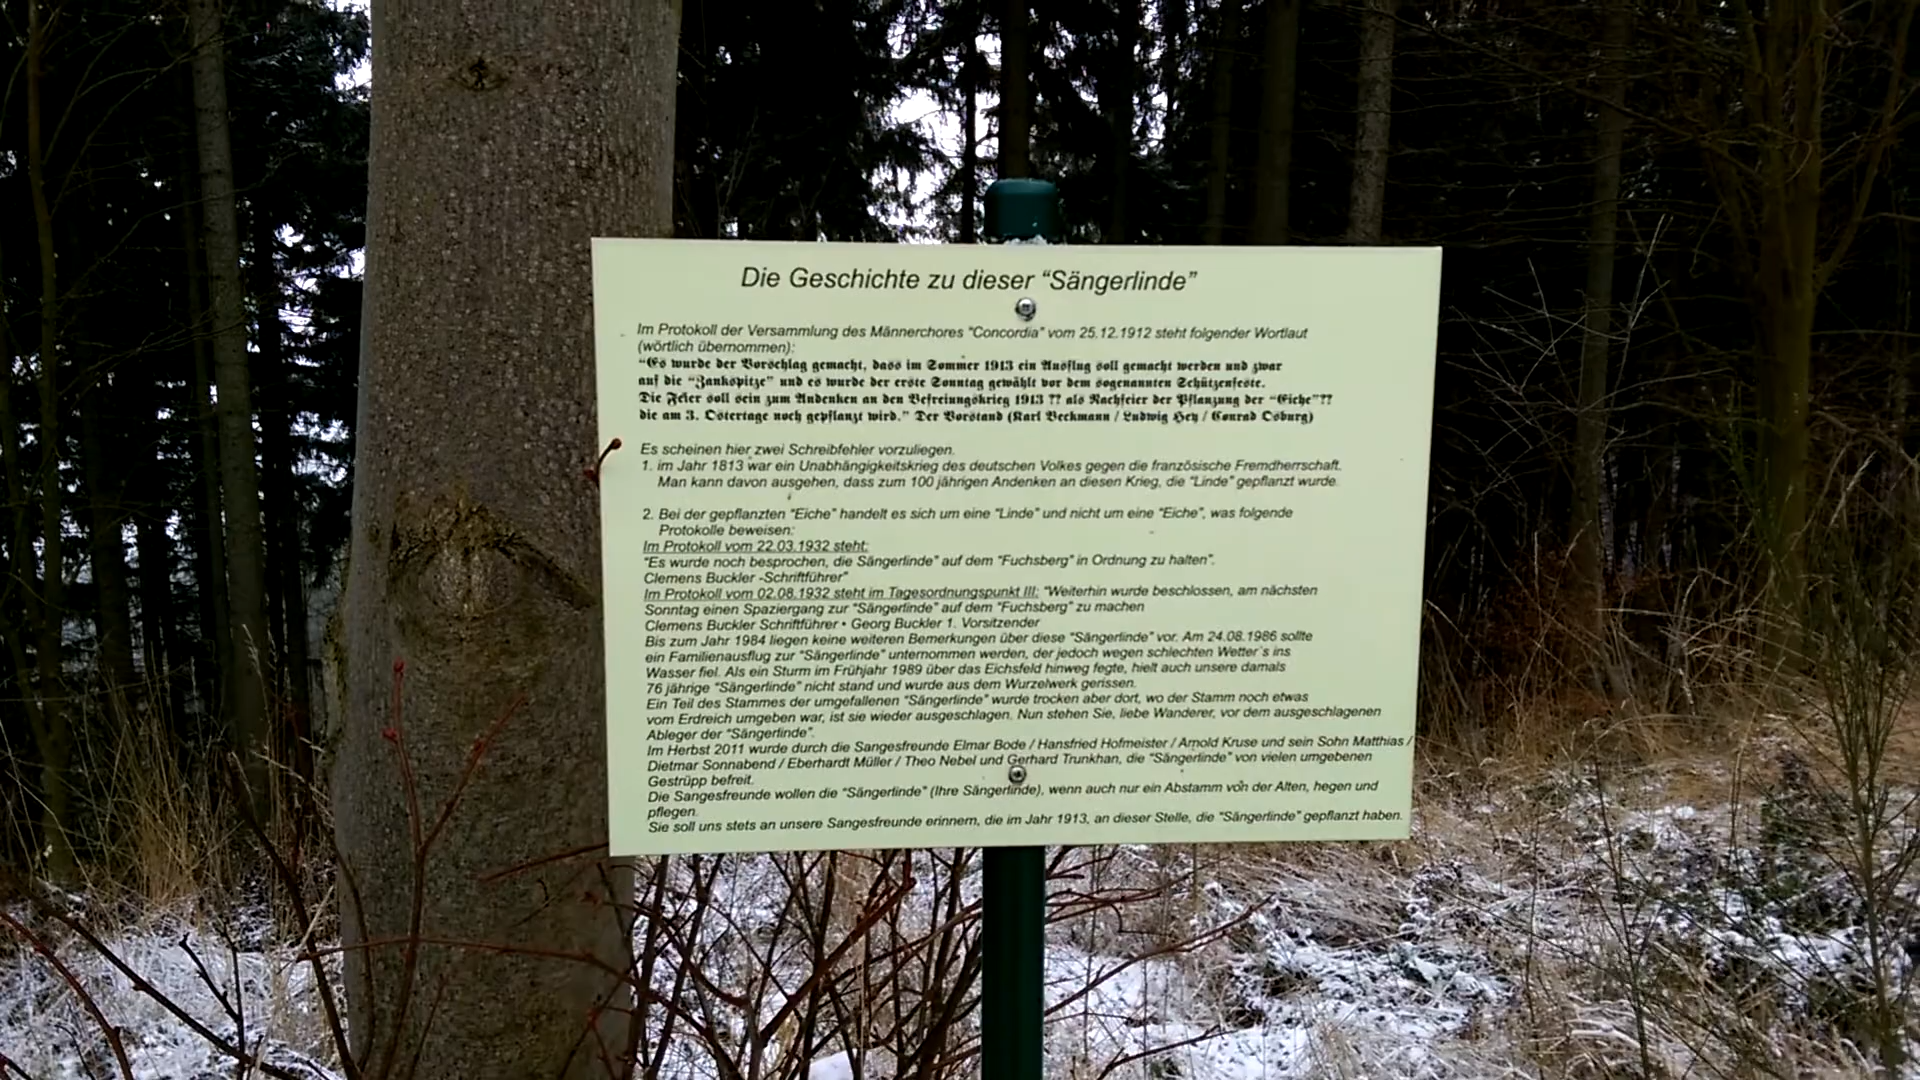 Die Geschichte zu dieser “Sängerlinde”
Im Protokoll der Versammlung des Männerchores "Concordia" vom 25.12.1912 steht folgender Wortlaut
(wörtlich übernommen):
“Es wurde der Vorschlag gemacht, dass im Sommer 1913 ein Ausflug soll gemacht werden und zwar
auf die “Zankspitze” und es wurde der erste Sonntag gewählt vor dem sogenannten Schützenfeste.
Die Feier soll sein zum Andenken an den Befreiungskrieg 1913 ?? als Nachfeier der Pflanzung der “Eiche”??
die am 3. Ostertage noch gepflanzt wird.” Der Vorstand (Karl Beckmann / Ludwig Hey / Conrad Osburg)
Es scheinen hier zwei Schreibfehler vorzuliegen.
1. im Jahr 1813 war ein Unabhängigkeitskrieg des deutschen Volkes gegen die französische Fremdherrschaft.
Man kann davon ausgehen, dass zum 100 jährigen Andenken an diesen Krieg, die “Linde” gepflanzt wurde.
2. Bei der gepflanzten “Eiche” handelt es sich um eine “Linde” und nicht um eine “Eiche”, was folgende
Protokolle beweisen:
Im Protokoll vom 22.03.1932 steht:
“Es wurde noch besprochen, die Sängerlinde” auf dem “Fuchsberg” in Ordnung zu halten”.
Clemens Buckler -Schriftführer”
Im Protokoll vom 02.08.1932 steht im Tagesordnungspunkt III: “Weiterhin wurde beschlossen, am nächsten
Sonntag einen Spaziergang zur “Sängerlinde” auf dem “Fuchsberg” zu machen
Clemens Buckler Schriftführer • Georg Buckler 1. Vorsitzender
Bis zum Jahr 1984 liegen keine weiteren Bemerkungen über diese “Sängerlinde” vor. Am 24.08.1986 sollte
ein Familienausflug zur “Sängerlinde” unternommen werden, der jedoch wegen schlechten Wetter´s ins
Wasser fiel. Als ein Sturm im Frühjahr 1989 über das Eichsfeld hinweg fegte, hielt auch unsere damals
76 jährige “Sängerlinde” nicht stand und wurde aus dem Wurzelwerk gerissen.
Ein Teil des Stammes der umgefallenen “Sängerlinde” wurde trocken aber dort, wo der Stamm noch etwas
vom Erdreich umgeben war, ist sie wieder ausgeschlagen. Nun stehen Sie, liebe Wanderer, vor dem ausgeschlagenen
Ableger der “Sängerlinde”.
Im Herbst 2011 wurde durch die Sangesfreunde Elmar Bode / Hansfried Hofmeister / Arnold Kruse und sein Sohn Matthias /
Dietmar Sonnabend / Eberhardt Müller / Theo Nebel und Gerhard Trunkhan, die “Sängerlinde” von vielen umgebenen
Gestrüpp befreit.
Die Sangesfreunde wollen die “Sängerlinde” (Ihre Sängerlinde), wenn auch nur ein Abstamm von der Alten, hegen und
pflegen.
Sie soll uns stets an unsere Sangesfreunde erinnern, die im Jahr 1913, an dieser Stelle, die “Sängerlinde” gepflanzt haben.